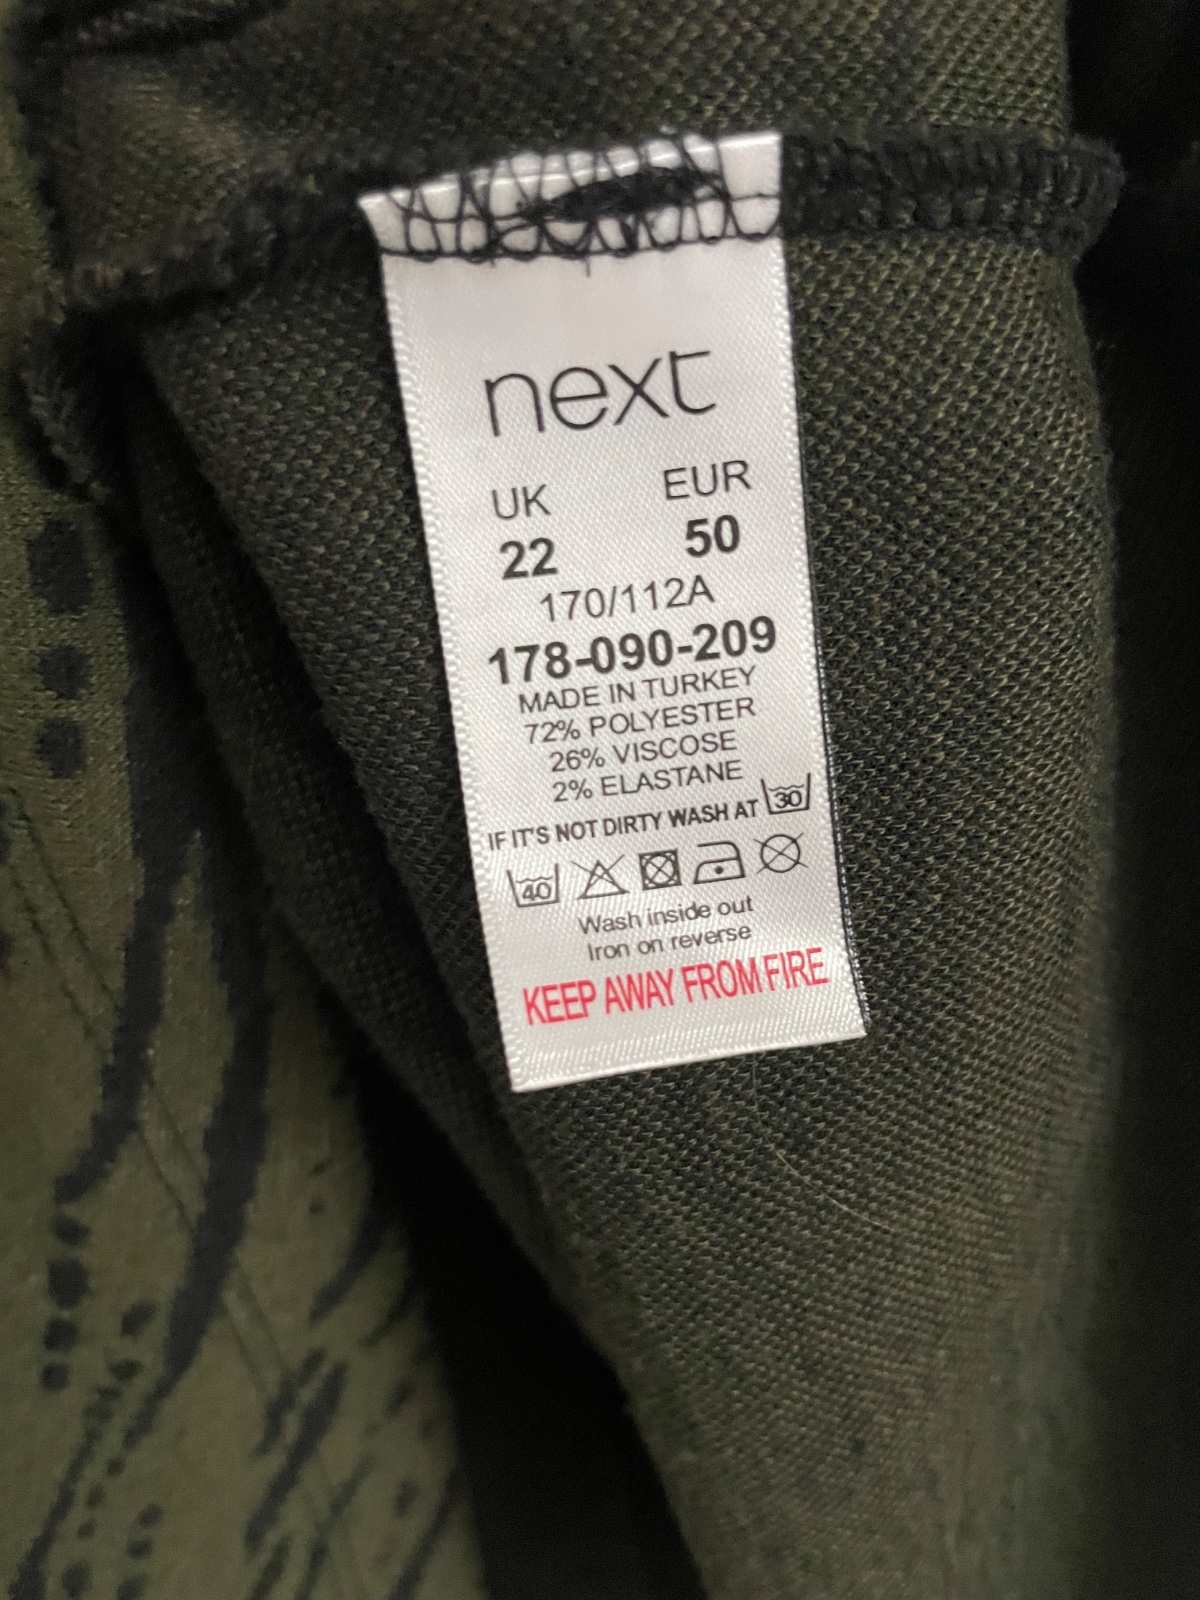 next
UK EUR
22 50
170/112A
178-090-209
MADE IN TURKEY
72% POLYESTER
26% VISCOSE
2% ELASTANE
IF IT'S NOT DIRTY WASH AT 30
40
Wash inside out
Iron on reverse
KEEP AWAY FROM FIRE